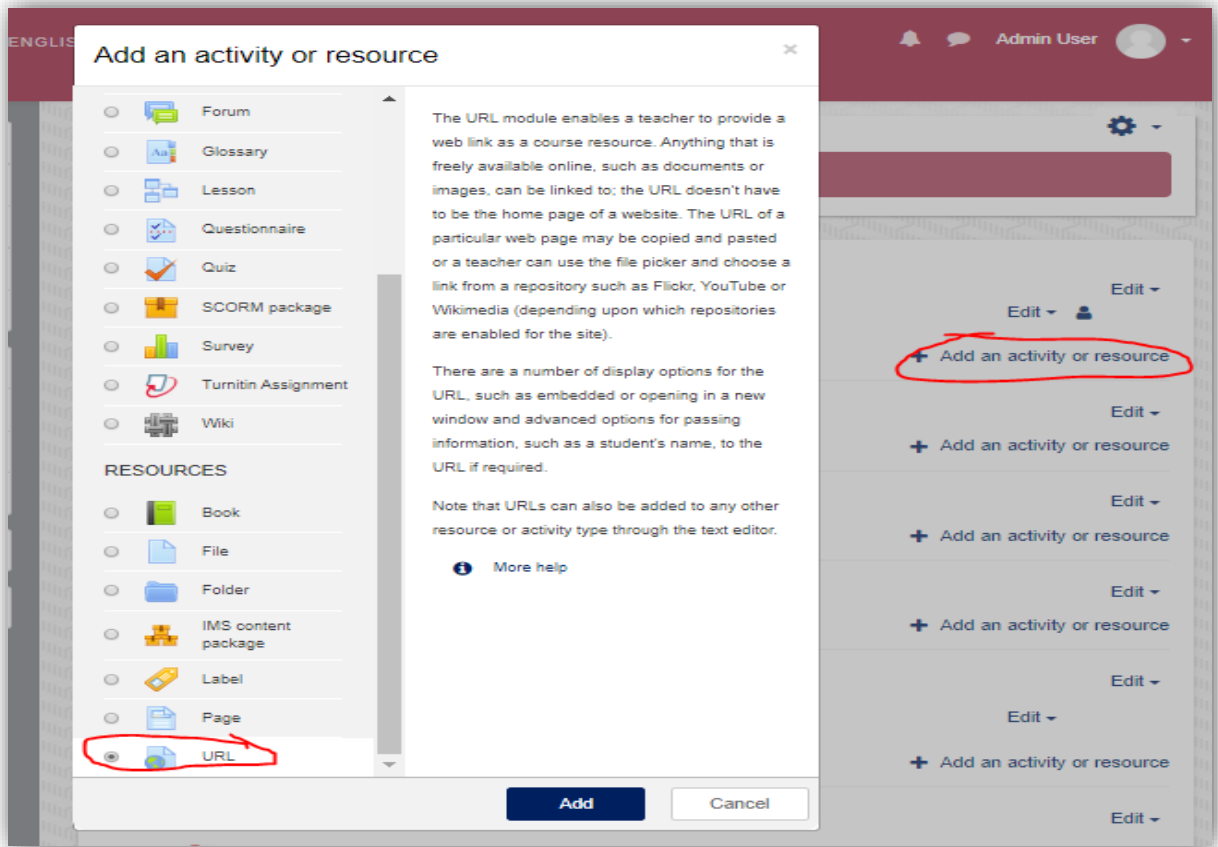 ENGLIS
Admin User
Add an activity or resource
×
Forum
Glossary
Lesson
Questionnaire
Quiz
SCORM package
Survey
Turnitin Assignment
Wiki
RESOURCES
Book
File
Folder
IMS content
package
Label
Page
URL
The URL module enables a teacher to provide a
web link as a course resource. Anything that is
freely available online, such as documents or
images, can be linked to; the URL doesn't have
to be the home page of a website. The URL of a
particular web page may be copied and pasted
or a teacher can use the file picker and choose a
link from a repository such as Flickr, YouTube or
Wikimedia (depending upon which repositories
are enabled for the site).
There are a number of display options for the
URL, such as embedded or opening in a new
window and advanced options for passing
information, such as a student's name, to the
URL if required.
Note that URLs can also be added to any other
resource or activity type through the text editor.
More help
Add
Cancel
Edit
Edit
+ Add an activity or resource
Edit
+ Add an activity or resource
Edit
+ Add an activity or resource
Edit
+ Add an activity or resource
Edit
Edit
+ Add an activity or resource
Edit